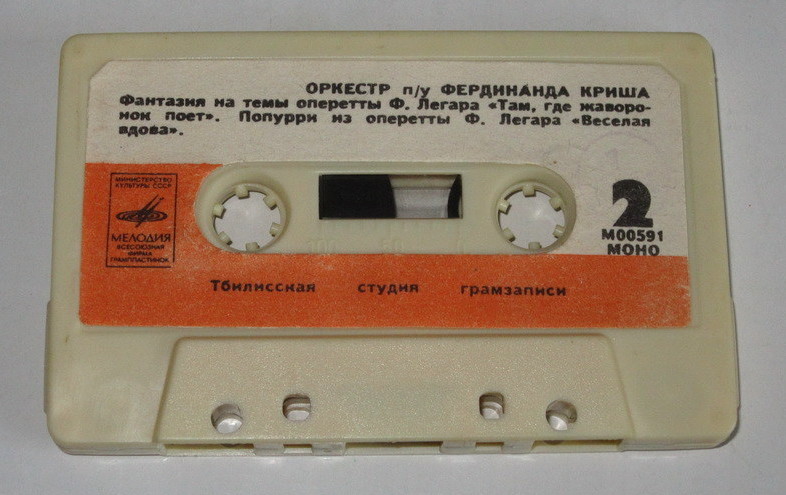 ОРКЕСТР п/у ФЕРДИНАНДА КРИША
Фантазия на темы оперетты Ф. Легара «Там, где жаворо-
нок поет». Попурри из оперетты Ф. Легара «Веселая
вдова».
МИНИСТЕРСТВО
КУЛЬТУРЫ СССР
МЕЛОДИЯ
ВСЕСОЮЗНАЯ
ФИРМА
ГРАМПЛАСТИНОК
2
М00591
МОНО
Тбилисская студия грамзаписи